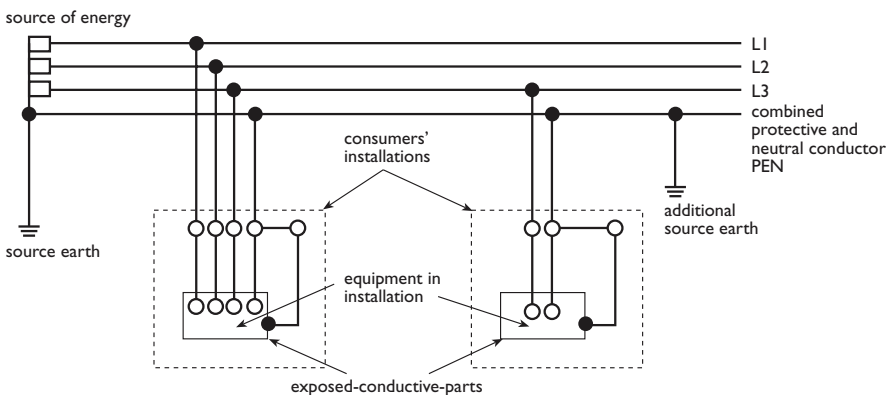 source of energy
L1
L2
L3
combined
protective and
neutral conductor
PEN
consumers'
installations
additional
source earth
source earth
equipment in
installation
exposed-conductive-parts